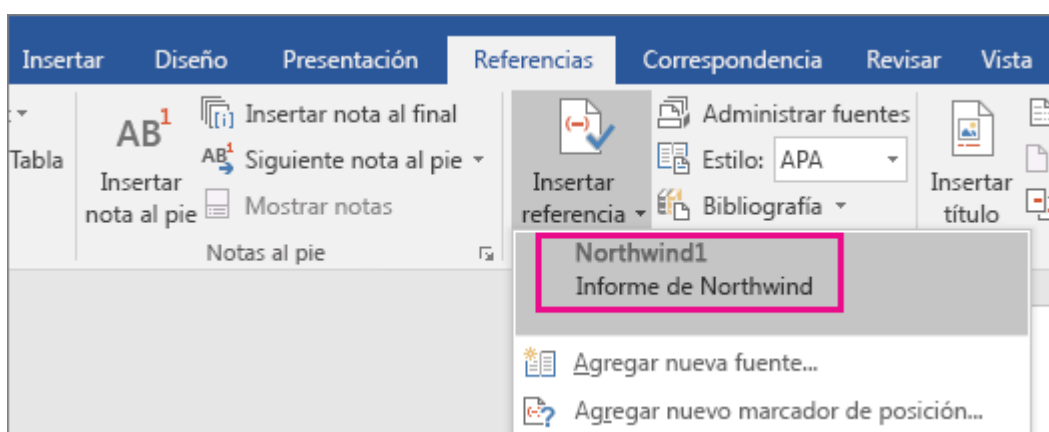 Insertar Diseño Presentación Referencias Correspondencia Revisar Vista
Tabla
AB1
Insertar
nota al pie
[i] Insertar nota al final
AB1 Siguiente nota al pie
Mostrar notas
Notas al pie
Insertar
referencia
Administrar fuentes
Estilo: APA
Bibliografía
Insertar
título
Northwind1
Informe de Northwind
Agregar nueva fuente...
Agregar nuevo marcador de posición...